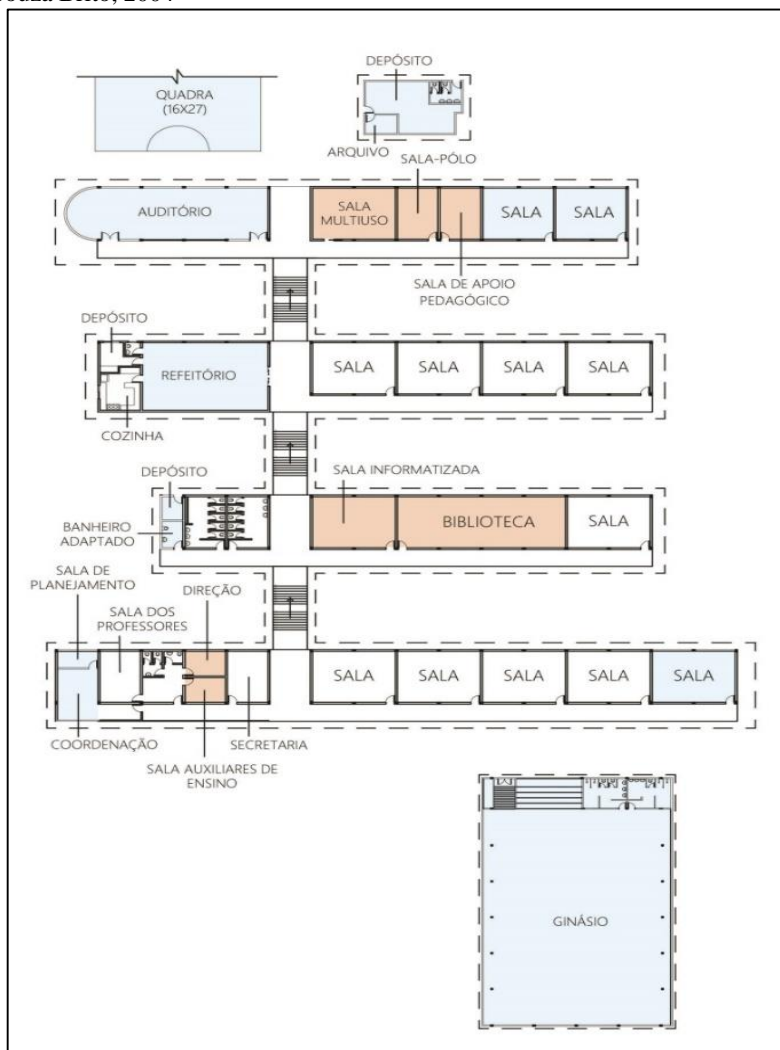 QUADRA
(16X27)
DEPÓSITO
ARQUIVO
SALA-PÓLO
AUDITÓRIO
SALA
MULTIUSO
SALA
SALA
SALA DE APOIO
PEDAGÓGICO
DEPÓSITO
REFEITÓRIO
SALA
SALA
SALA
SALA
COZINHA
DEPÓSITO
SALA INFORMATIZADA
BANHEIRO
ADAPTADO
BIBLIOTECA
SALA
SALA DE
PLANEJAMENTO
SALA DOS
PROFESSORES
DIREÇÃO
SALA
SALA
SALA
SALA
SALA
COORDENAÇÃO
SECRETARIA
SALA AUXILIARES DE
ENSINO
GINÁSIO